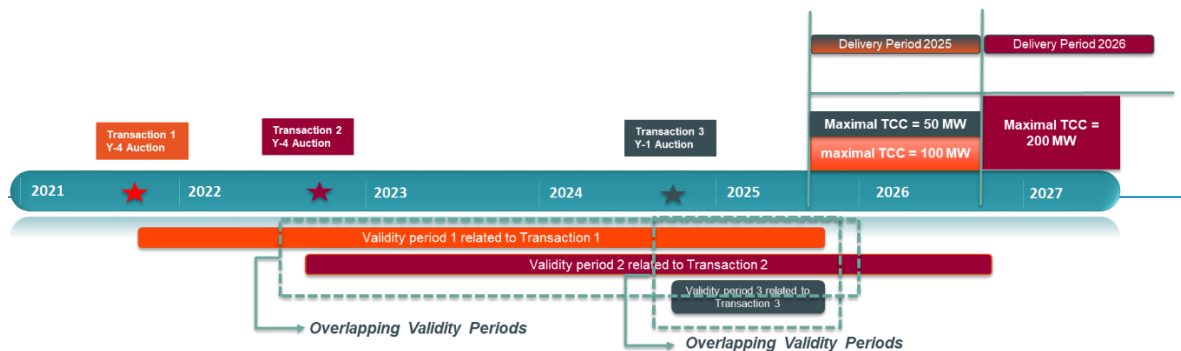 Delivery Period 2025
Delivery Period 2026
Transaction 1
Y-4 Auction
Transaction 2
Y-4 Auction
Transaction 3
Y-1 Auction
Maximal TCC = 50 MW
maximal TCC = 100 MW
Maximal TCC =
200 MW
2021
2022
2023
2024
2025
2026
2027
Validity period 1 related to Transaction 1
Validity period 2 related to Transaction 2
Validity period 3 related to
Transaction 3
Overlapping Validity Periods
Overlapping Validity Periods